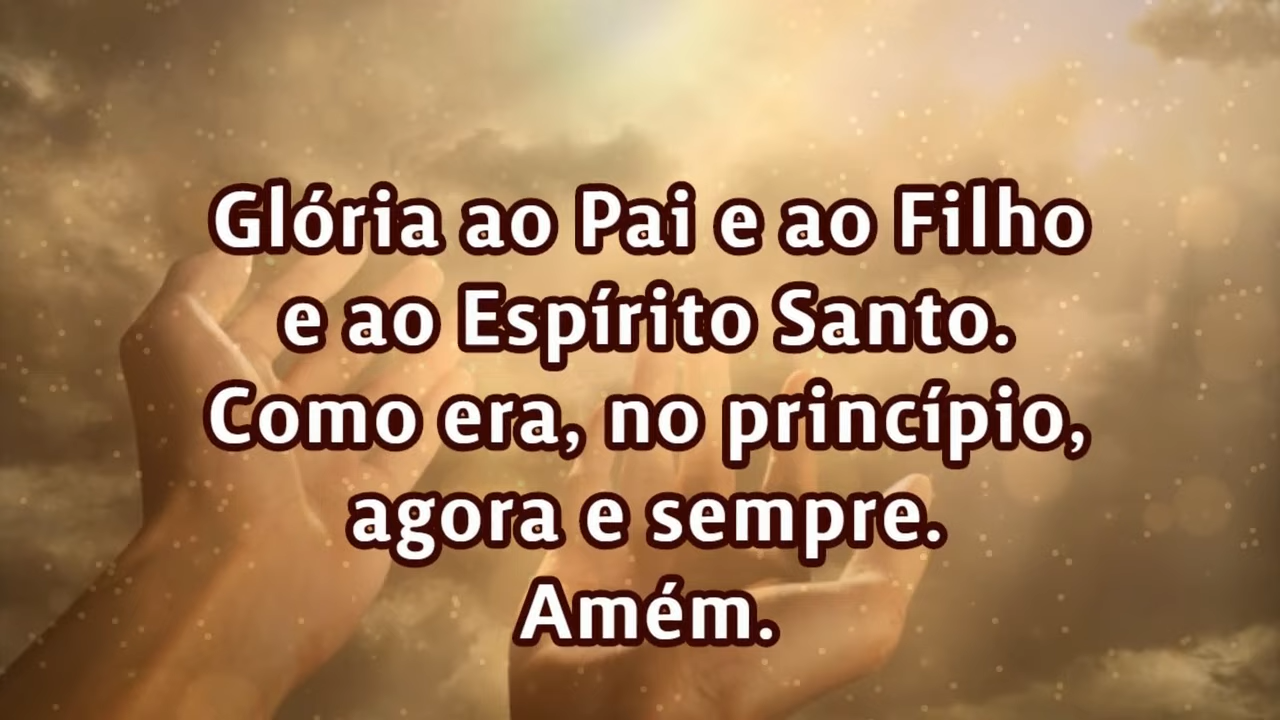 Glória ao Pai e ao Filho
e ao Espírito Santo.
Como era, no princípio,
agora e sempre.
Amém.